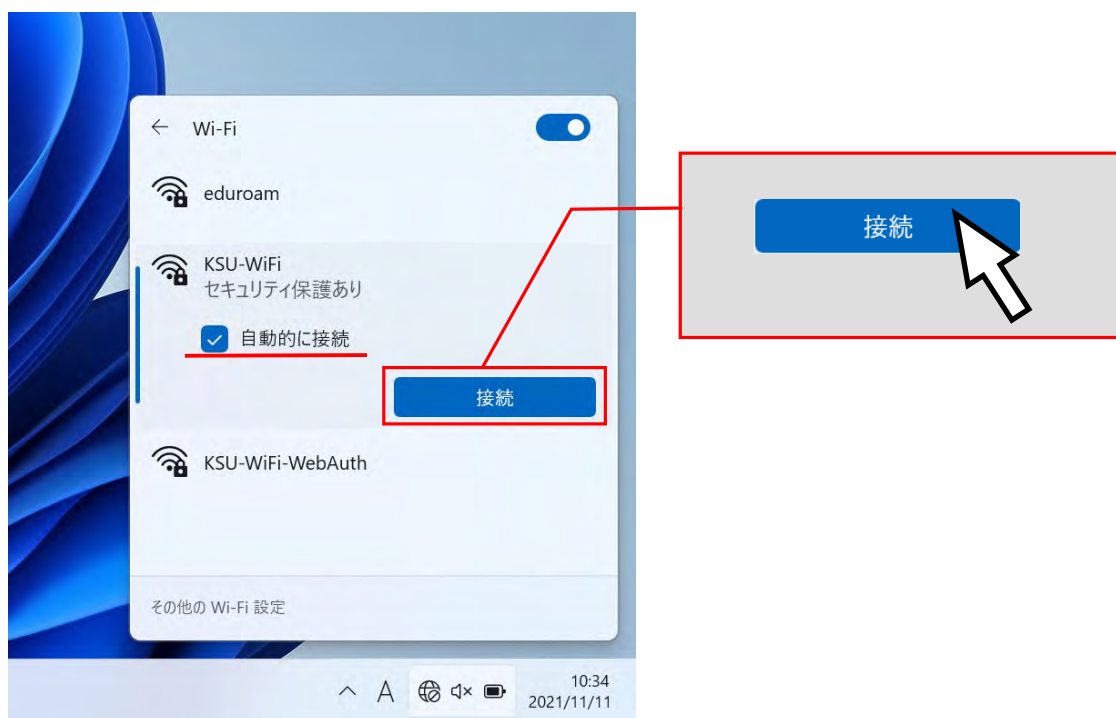 Wi-Fi
eduroam
KSU-WiFi
セキュリティ保護あり
自動的に接続
接続
KSU-WiFi-WebAuth
その他の Wi-Fi 設定
A
10:34
2021/11/11
接続